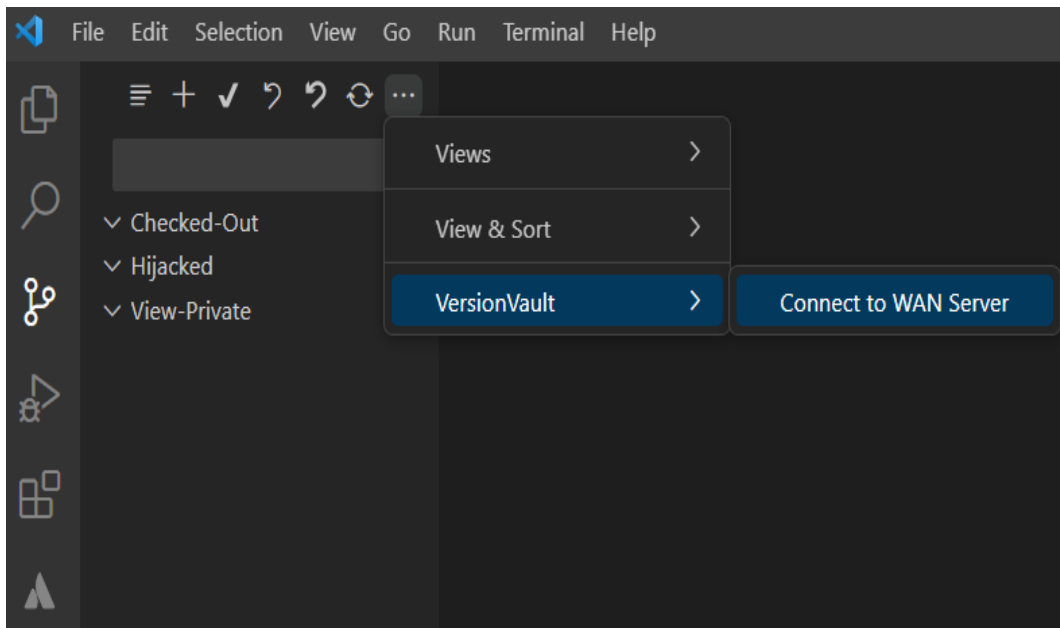 File Edit Selection View Go Run Terminal Help
Views
Checked-Out
View & Sort
Hijacked
View-Private
VersionVault
Connect to WAN Server